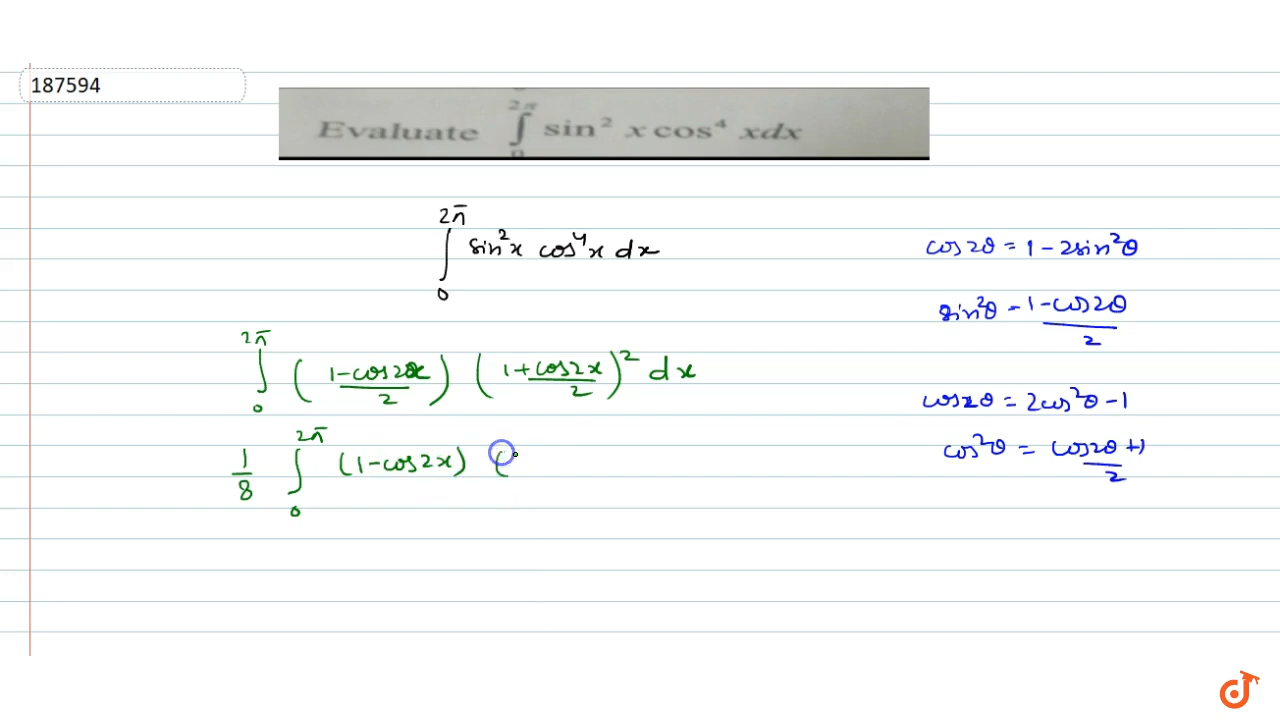 187594
Evaluate ∫₀^{2π} sin² x cos⁴ xdx
∫₀^{2π} sin²x cos⁴x dx
cos2θ = 1 - 2sin²θ
sin²θ = (1 - cos2θ)/2
∫₀^{2π} ((1 - cos2x)/2) ((1 + cos2x)/2)² dx
cos2θ = 2cos²θ - 1
cos²θ = (cos2θ + 1)/2
1/8 ∫₀^{2π} (1 - cos2x) (